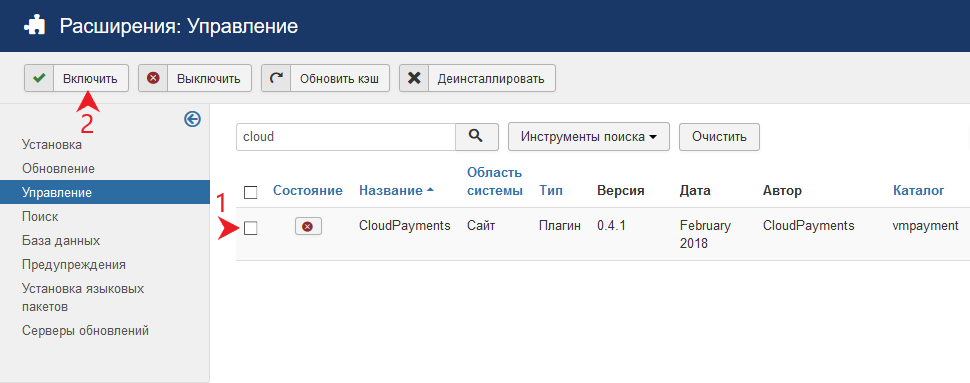 Расширения: Управление
Включить
Выключить
Обновить кэш
Деинсталлировать
2
Установка
Обновление
Управление
Поиск
База данных
Предупреждения
Установка языковых
пакетов
Серверы обновлений
cloud
Инструменты поиска
Очистить
Состояние
Название
Область
системы
Тип
Версия
Дата
Автор
Каталог
1
CloudPayments
Сайт
Плагин
0.4.1
February
2018
CloudPayments
vmpayment